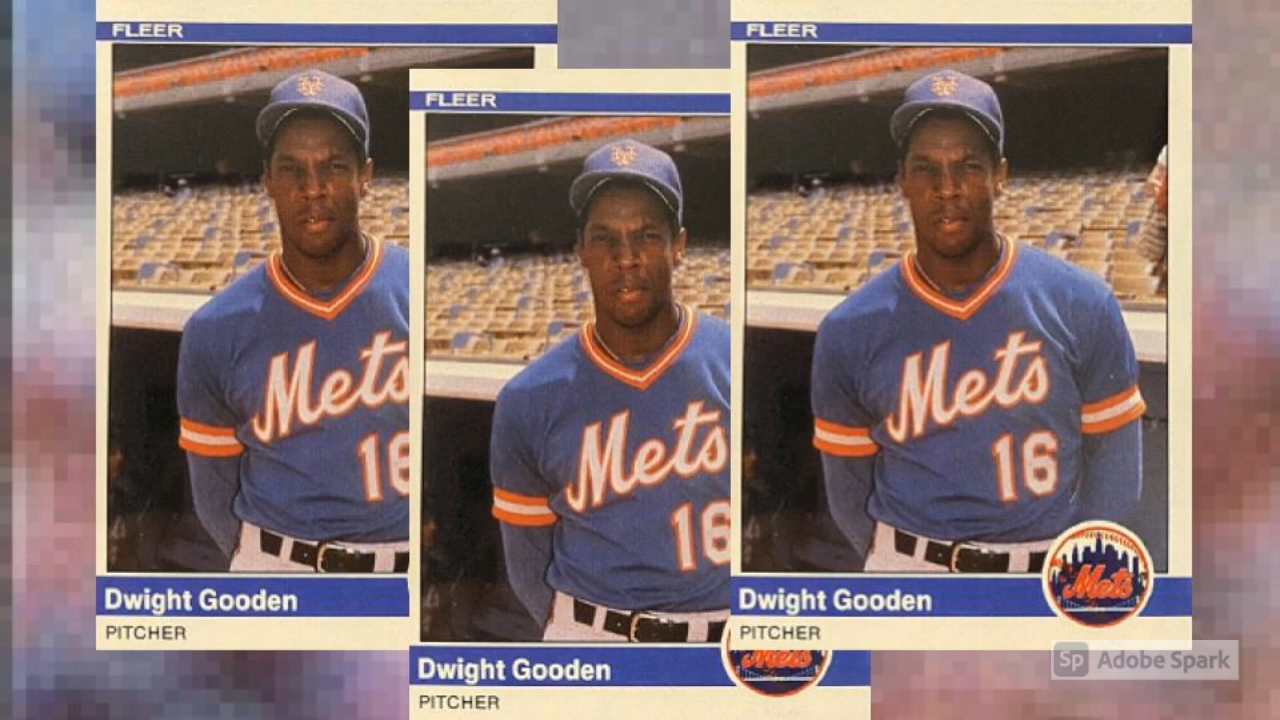 FLEER
Mets
16
Dwight Gooden
PITCHER
FLEER
Mets
16
Dwight Gooden
Mets
PITCHER
FLEER
Mets
16
Dwight Gooden
Mets
PITCHER
Sp Adobe Spark